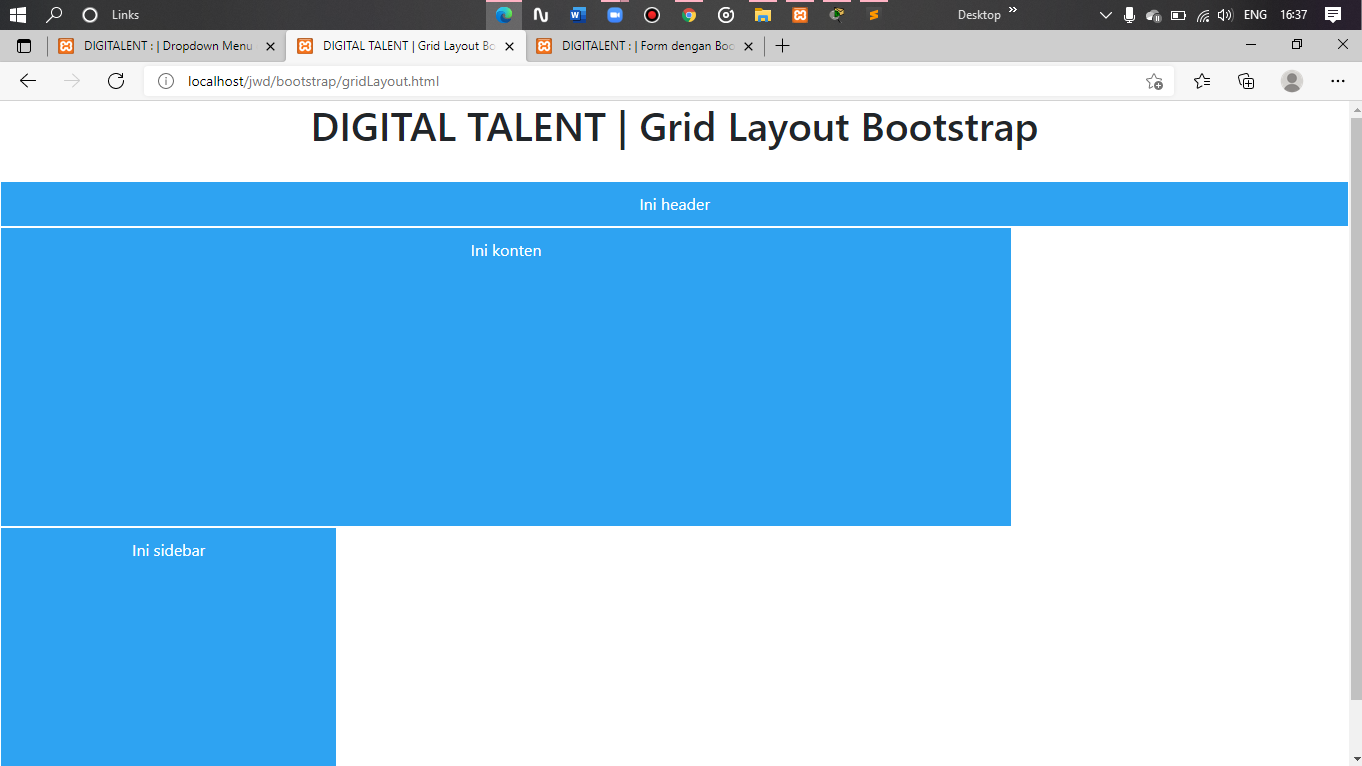 Links
Desktop »
ENG 16:37
DIGITALENT : | Dropdown Menu
DIGITAL TALENT | Grid Layout Bo
DIGITALENT : | Form dengan Boo
localhost/jwd/bootstrap/gridLayout.html
DIGITAL TALENT | Grid Layout Bootstrap
Ini header
Ini konten
Ini sidebar